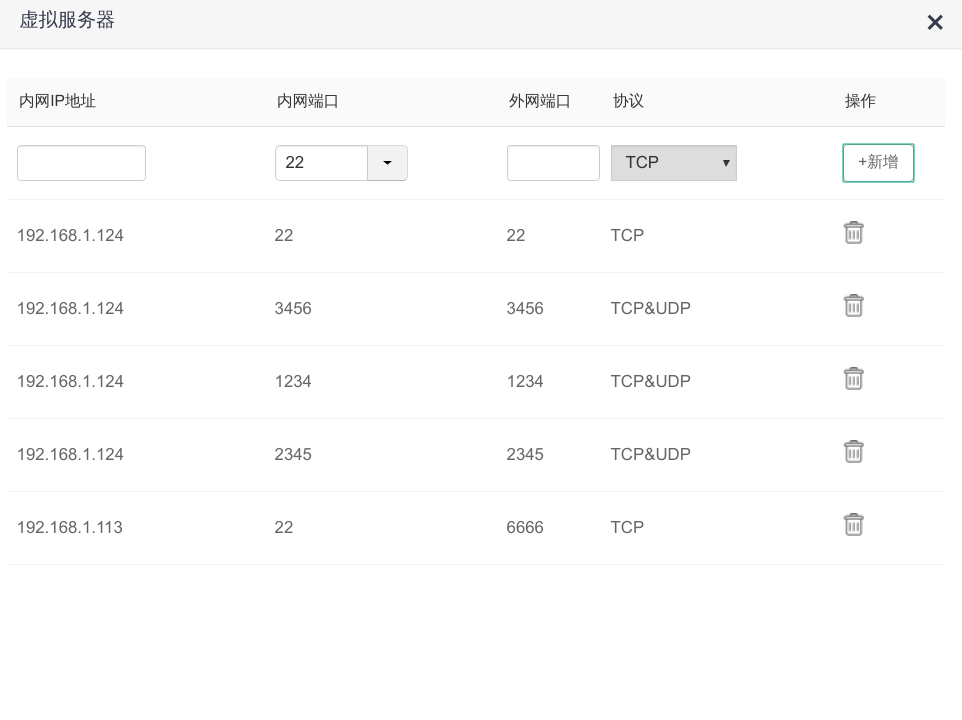 虚拟服务器
内网IP地址 内网端口 外网端口 协议 操作
22 TCP +新增
192.168.1.124 22 22 TCP
192.168.1.124 3456 3456 TCP&UDP
192.168.1.124 1234 1234 TCP&UDP
192.168.1.124 2345 2345 TCP&UDP
192.168.1.113 22 6666 TCP